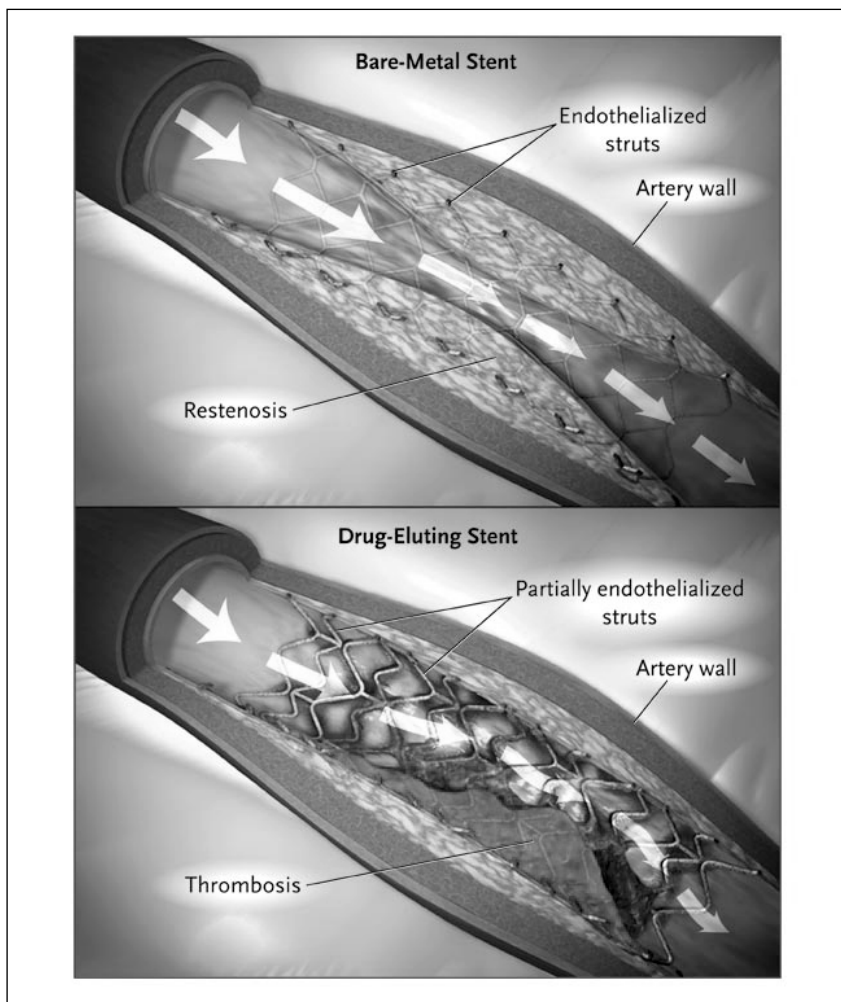 Bare-Metal Stent
Endothelialized
struts
Artery wall
Restenosis
Drug-Eluting Stent
Partially endothelialized
struts
Artery wall
Thrombosis